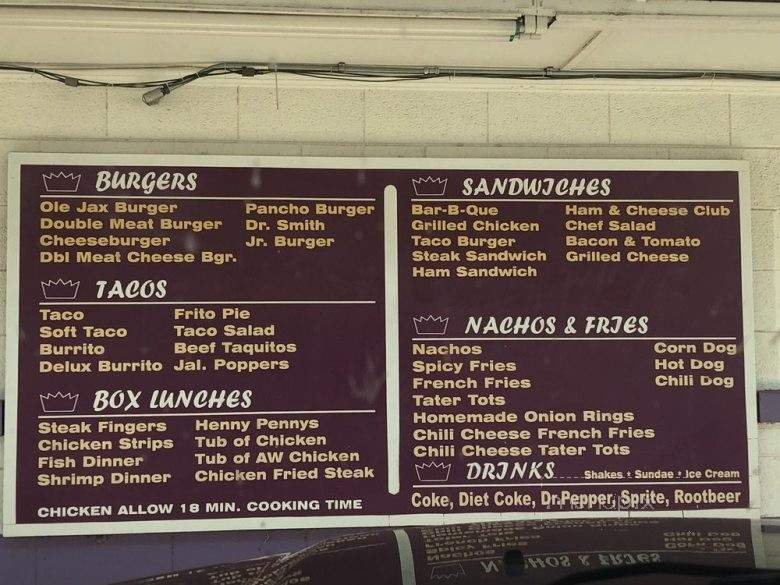 BURGERS
Ole Jax Burger
Double Meat Burger
Cheeseburger
Dbl Meat Cheese Bgr.
Pancho Burger
Dr. Smith
Jr. Burger
TACOS
Taco
Soft Taco
Burrito
Delux Burrito
Frito Pie
Taco Salad
Beef Taquitos
Jal. Poppers
BOX LUNCHES
Steak Fingers
Chicken Strips
Fish Dinner
Shrimp Dinner
Henny Pennys
Tub of Chicken
Tub of AW Chicken
Chicken Fried Steak
CHICKEN ALLOW 18 MIN. COOKING TIME
SANDWICHES
Bar-B-Que
Grilled Chicken
Taco Burger
Steak Sandwich
Ham Sandwich
Ham & Cheese Club
Chef Salad
Bacon & Tomato
Grilled Cheese
NACHOS & FRIES
Nachos
Spicy Fries
French Fries
Tater Tots
Homemade Onion Rings
Chili Cheese French Fries
Chili Cheese Tater Tots
Corn Dog
Hot Dog
Chili Dog
DRINKS
Shakes * Sundae * Ice Cream
Coke, Diet Coke, Dr.Pepper, Sprite, Rootbeer